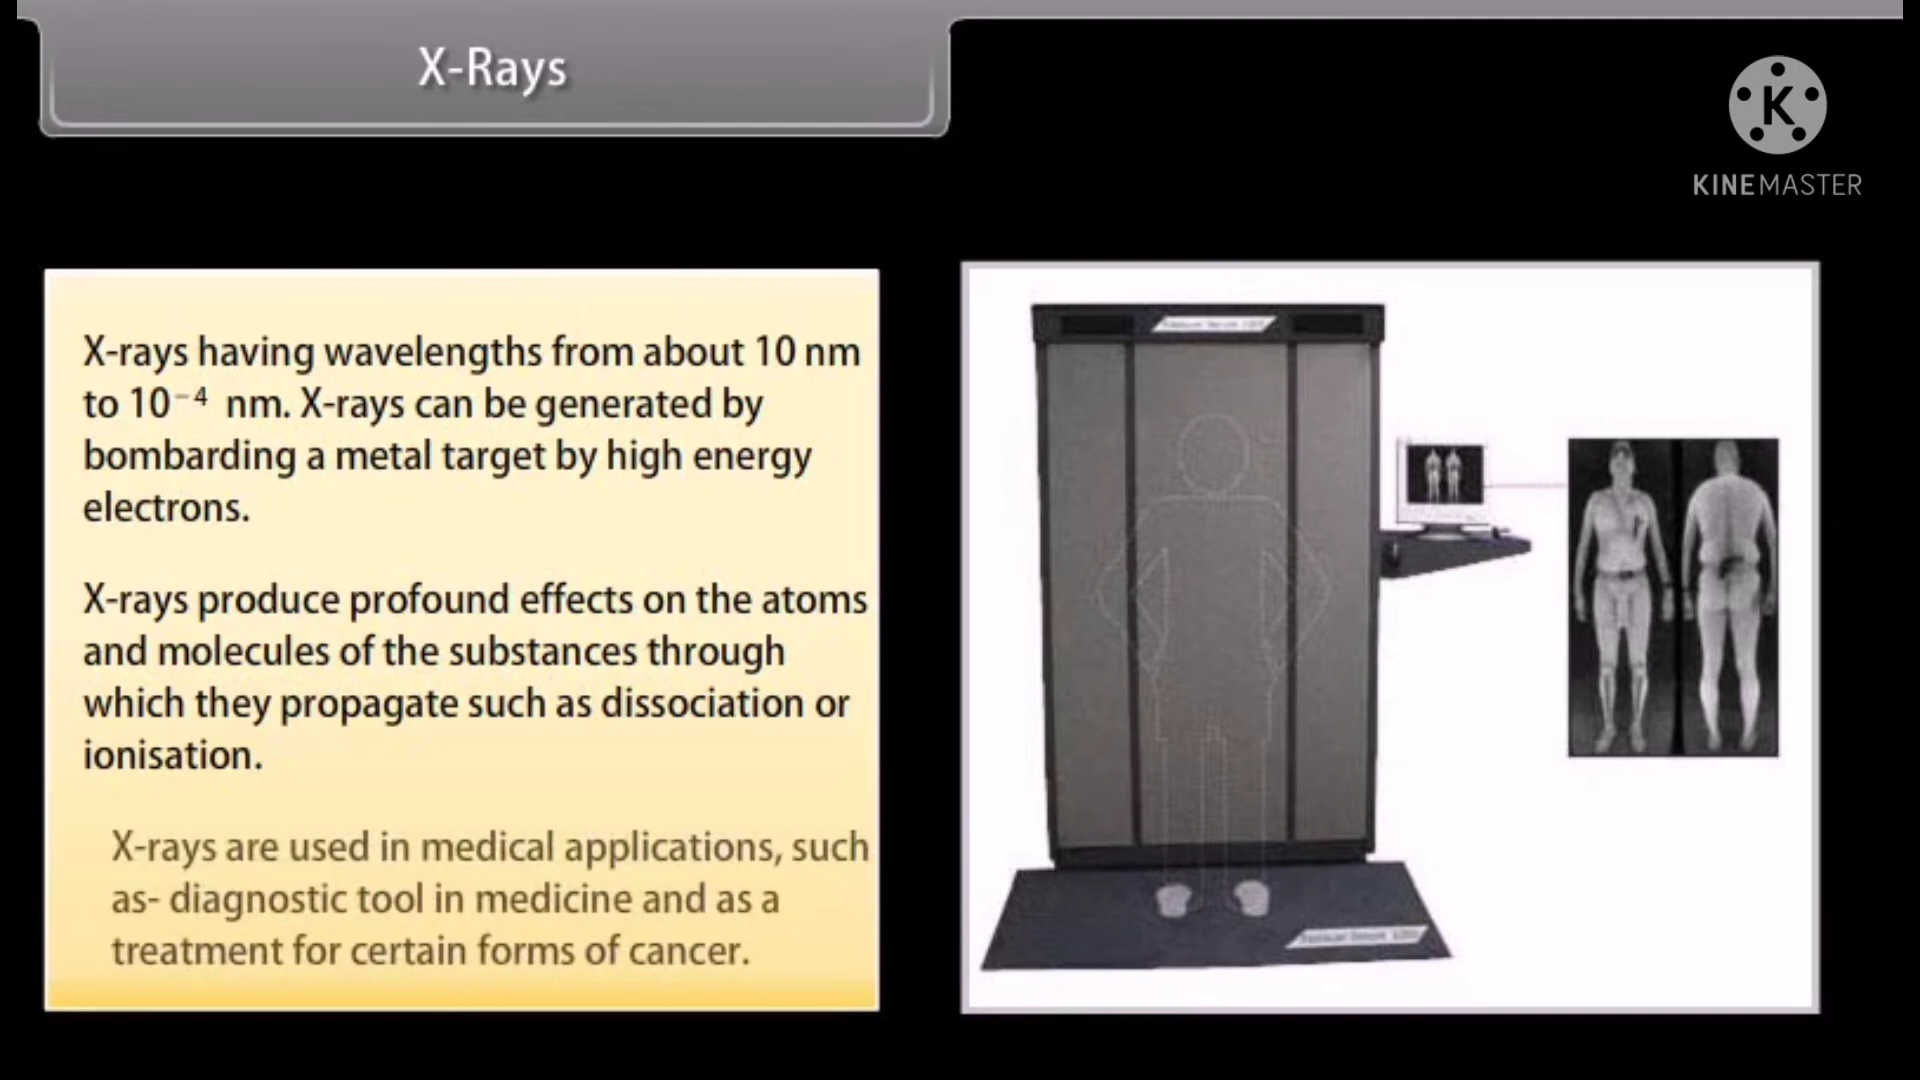 X-Rays
K
KINEMASTER
X-rays having wavelengths from about 10 nm
to 10⁻⁴ nm. X-rays can be generated by
bombarding a metal target by high energy
electrons.
X-rays produce profound effects on the atoms
and molecules of the substances through
which they propagate such as dissociation or
ionisation.
X-rays are used in medical applications, such
as- diagnostic tool in medicine and as a
treatment for certain forms of cancer.